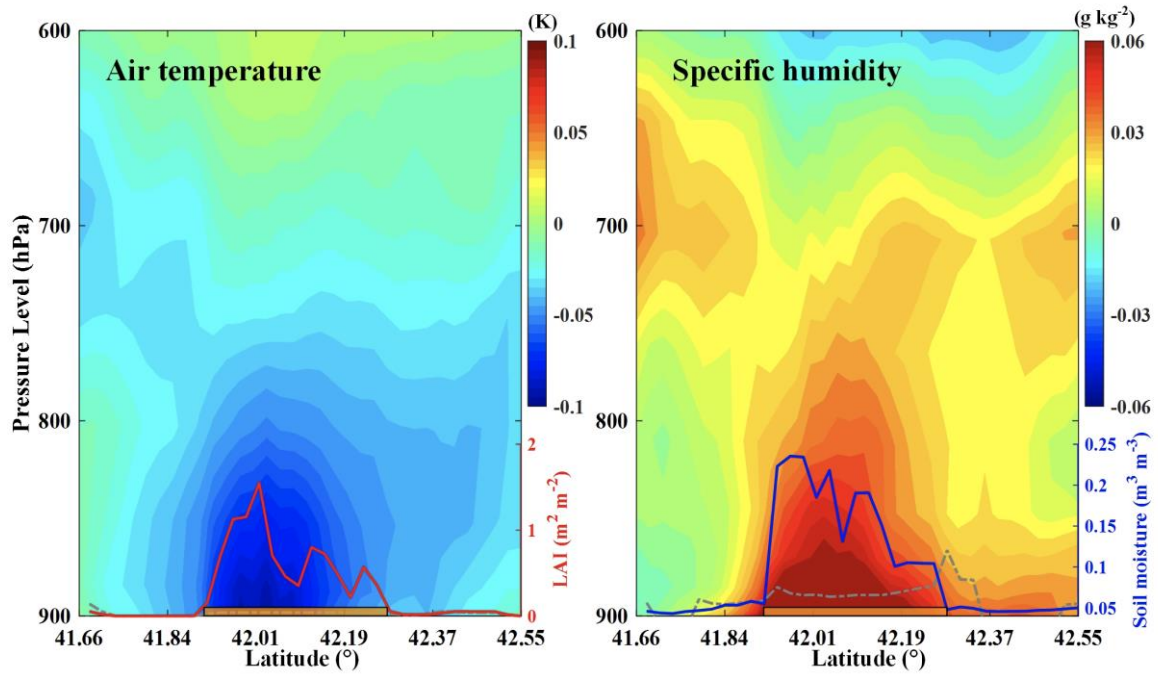 (K)
(g kg-2)
600
700
800
900
Pressure Level (hPa)
Air temperature
0.1
0.05
0
-0.05
-0.1
2
1
0
LAI (m² m⁻²)
41.66 41.84 42.01 42.19 42.37 42.55
Latitude (°)
600
700
800
900
Specific humidity
0.06
0.03
0
-0.03
-0.06
0.25
0.2
0.15
0.1
0.05
Soil moisture (m³ m⁻³)
41.66 41.84 42.01 42.19 42.37 42.55
Latitude (°)